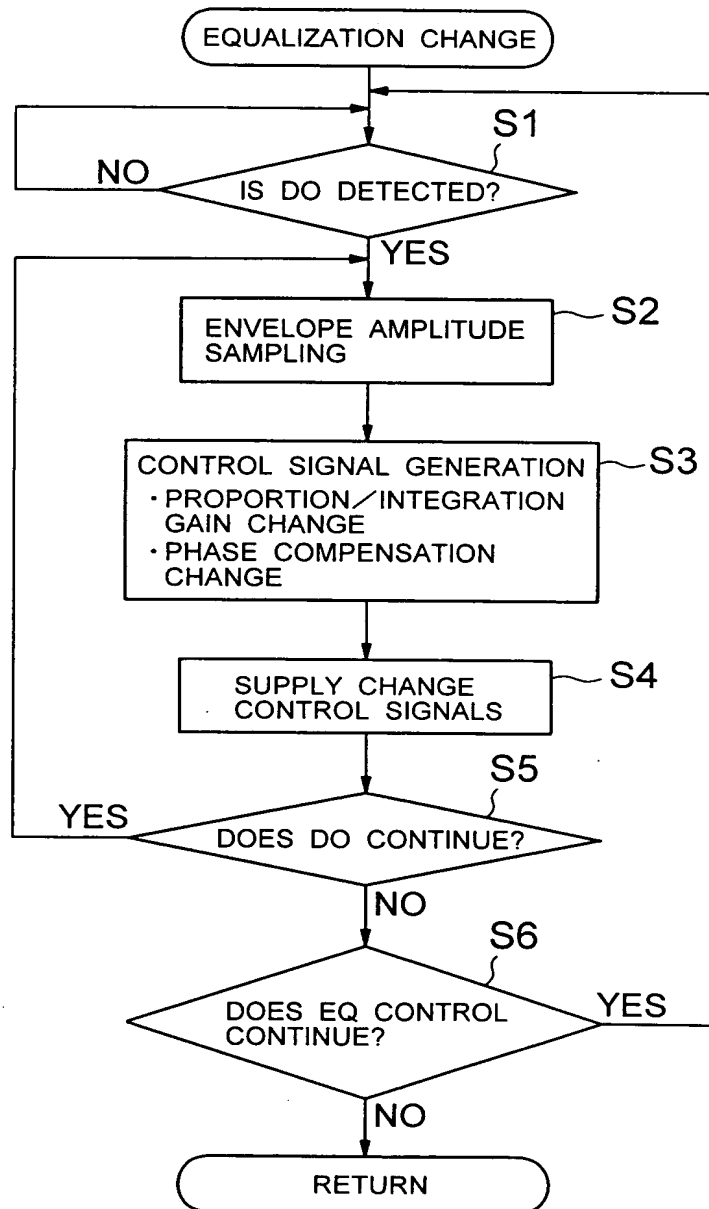 EQUALIZATION CHANGE
S1
NO
IS DO DETECTED?
YES
S2
ENVELOPE AMPLITUDE
SAMPLING
S3
CONTROL SIGNAL GENERATION
・PROPORTION/INTEGRATION
GAIN CHANGE
・PHASE COMPENSATION
CHANGE
S4
SUPPLY CHANGE
CONTROL SIGNALS
S5
YES
DOES DO CONTINUE?
NO
S6
DOES EQ CONTROL
CONTINUE?
YES
NO
RETURN